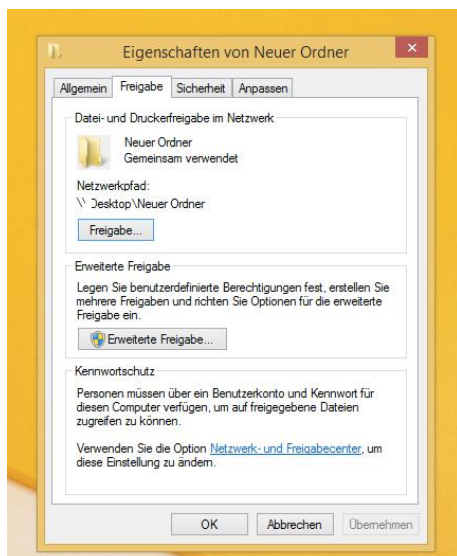 Eigenschaften von Neuer Ordner
Allgemein Freigabe Sicherheit Anpassen
Datei- und Druckerfreigabe im Netzwerk
Neuer Ordner
Gemeinsam verwendet
Netzwerkpfad:
\\ Desktop\Neuer Ordner
Freigabe...
Erweiterte Freigabe
Legen Sie benutzerdefinierte Berechtigungen fest, erstellen Sie
mehrere Freigaben und richten Sie Optionen für die erweiterte
Freigabe ein.
Erweiterte Freigabe...
Kennwortschutz
Personen müssen über ein Benutzerkonto und Kennwort für
diesen Computer verfügen, um auf freigegebene Dateien
zugreifen zu können.
Verwenden Sie die Option Netzwerk- und Freigabecenter, um
diese Einstellung zu ändern.
OK Abbrechen Übernehmen